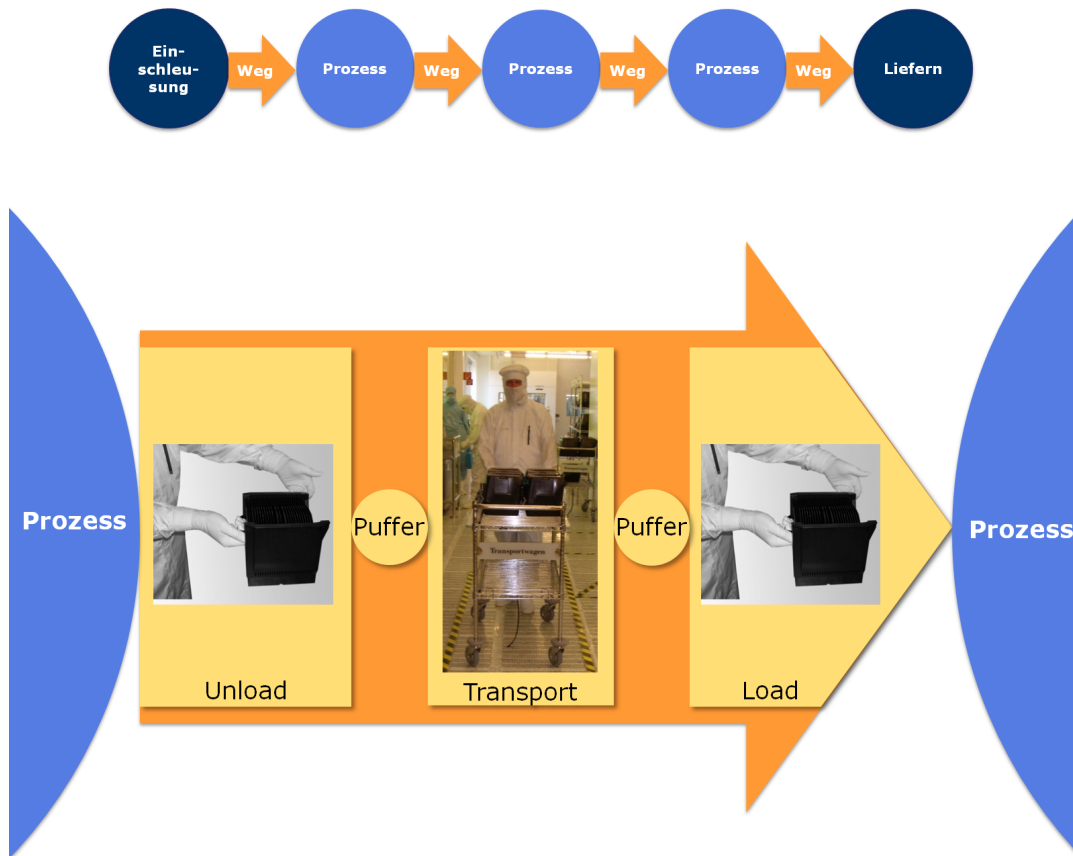 Ein-
schleu-
sung
Weg
Prozess
Weg
Prozess
Weg
Prozess
Weg
Liefern
Prozess
Puffer
Puffer
Prozess
Transportwagen
Unload
Transport
Load